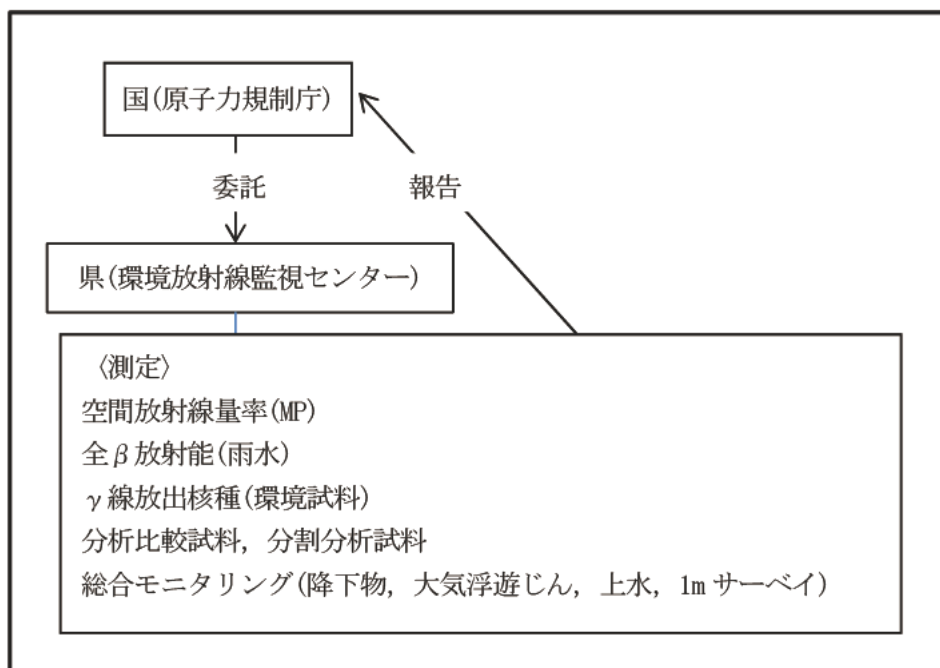 国(原子力規制庁)
委託
報告
県(環境放射線監視センター)
〈測定〉
空間放射線量率(MP)
全β放射能(雨水)
γ線放出核種(環境試料)
分析比較試料, 分割分析試料
総合モニタリング(降下物, 大気浮遊じん, 上水, 1mサーベイ)